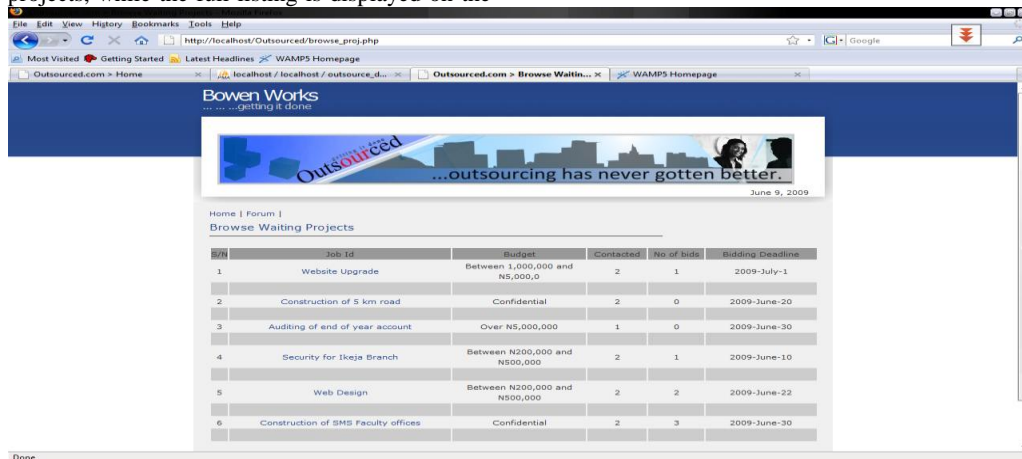 projects, while the full listing is displayed on the
File Edit View History Bookmarks Tools Help
http://localhost/Outsourced/browse_proj.php
Google
Most Visited Getting Started Latest Headlines WAMP5 Homepage
Outsourced.com > Home localhost / localhost / outsource_d... Outsourced.com > Browse Waitin... WAMP5 Homepage
Bowen Works
... ... ...getting it done
Outsourced
...outsourcing has never gotten better.
June 9, 2009
Home | Forum |
Browse Waiting Projects
S/N Job Id Budget Contacted No of bids Bidding Deadline
1 Website Upgrade Between 1,000,000 and N5,000,0 2 1 2009-July-1
2 Construction of 5 km road Confidential 2 0 2009-June-20
3 Auditing of end of year account Over N5,000,000 1 0 2009-June-30
4 Security for Ikeja Branch Between N200,000 and N500,000 2 1 2009-June-10
5 Web Design Between N200,000 and N500,000 2 2 2009-June-22
6 Construction of SMS Faculty offices Confidential 2 3 2009-June-30
Done